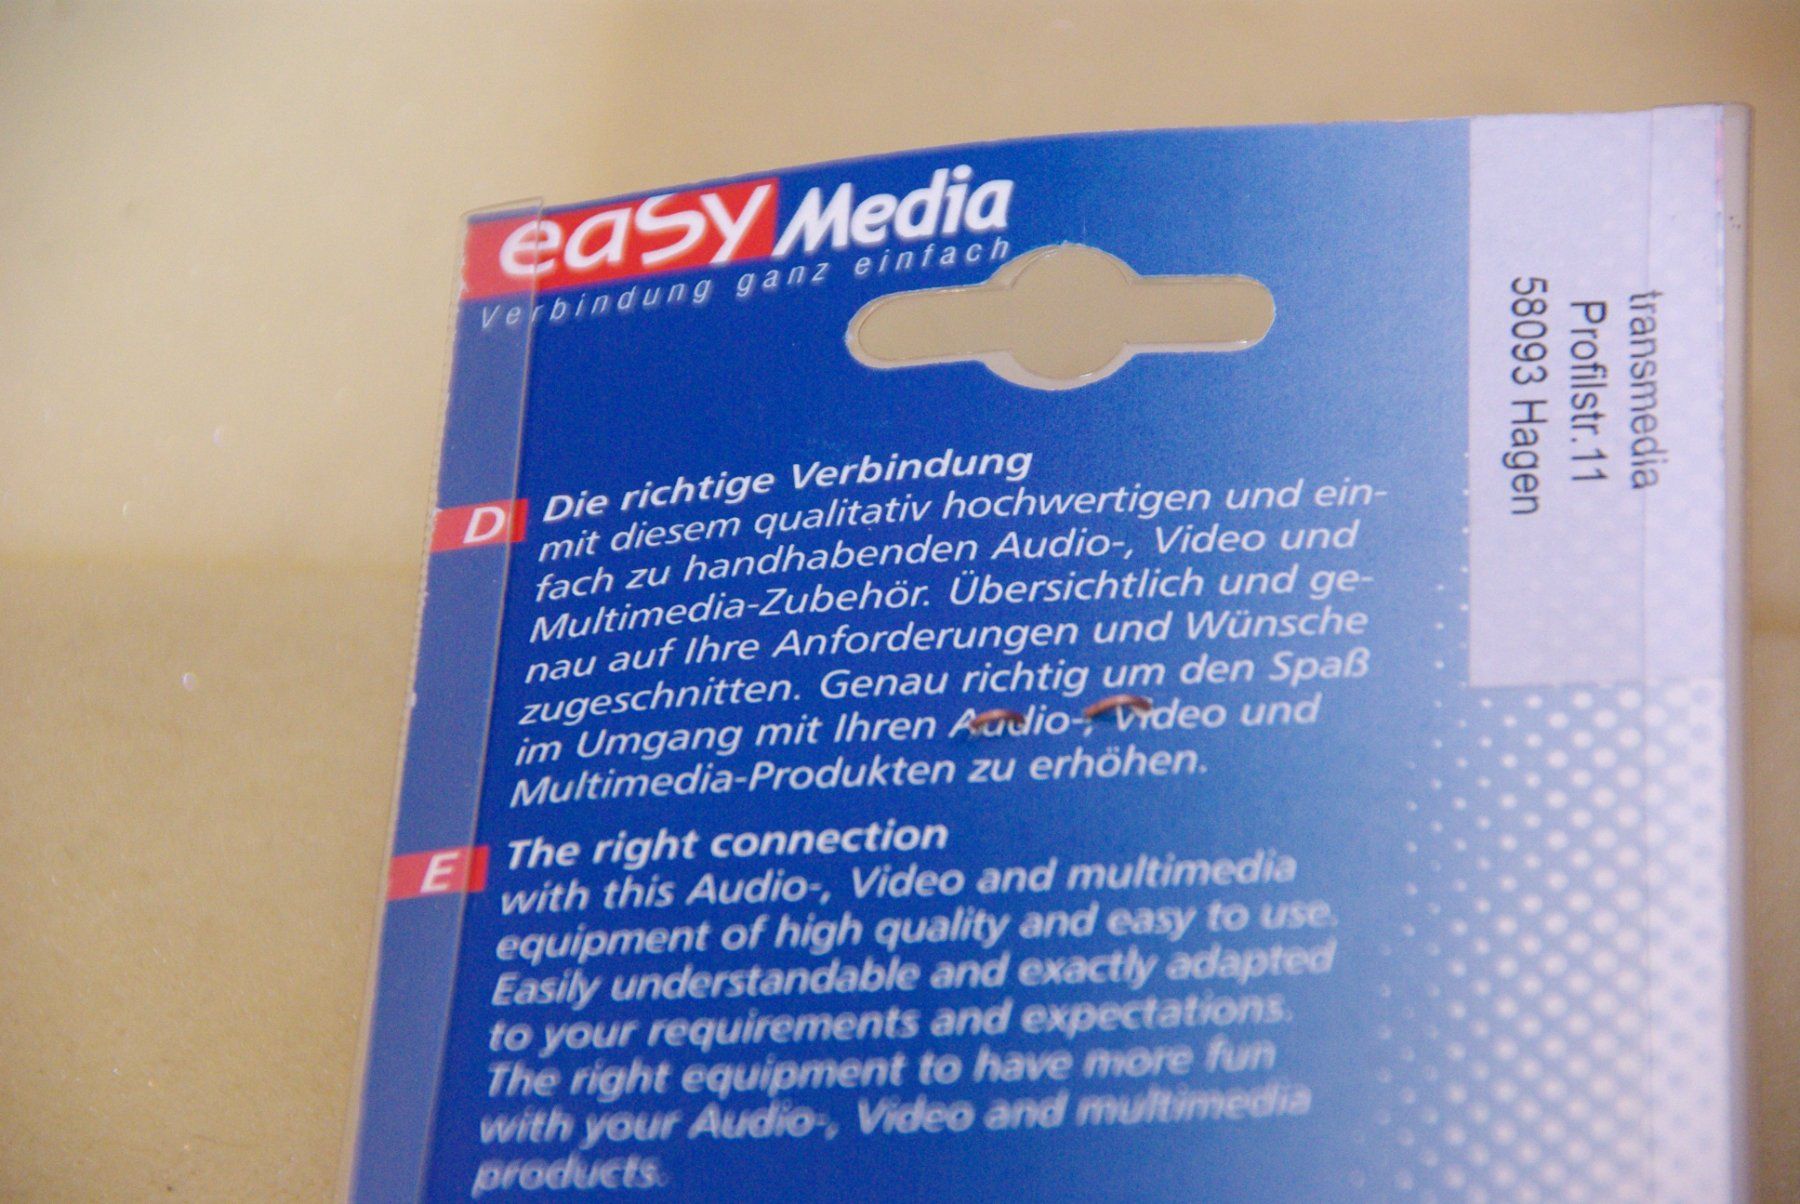 easy Media
Verbindung ganz einfach
D
Die richtige Verbindung
mit diesem qualitativ hochwertigen und ein-
fach zu handhabenden Audio-, Video und
Multimedia-Zubehör. Übersichtlich und ge-
nau auf Ihre Anforderungen und Wünsche
zugeschnitten. Genau richtig um den Spaß
im Umgang mit Ihren Audio-, Video und
Multimedia-Produkten zu erhöhen.
E
The right connection
with this Audio-, Video and multimedia
equipment of high quality and easy to use.
Easily understandable and exactly adapted
to your requirements and expectations.
The right equipment to have more fun
with your Audio-, Video and multimedia
products.
transmedia
Profilstr.11
58093 Hagen